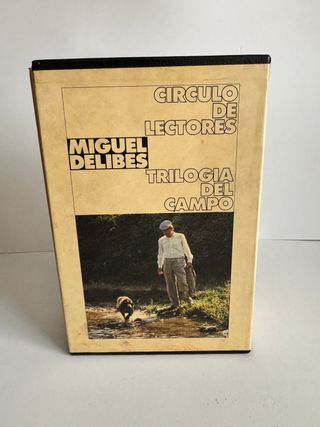 CIRCULO
DE
LECTORES
MIGUEL
DELIBES
TRILOGIA
DEL
CAMPO